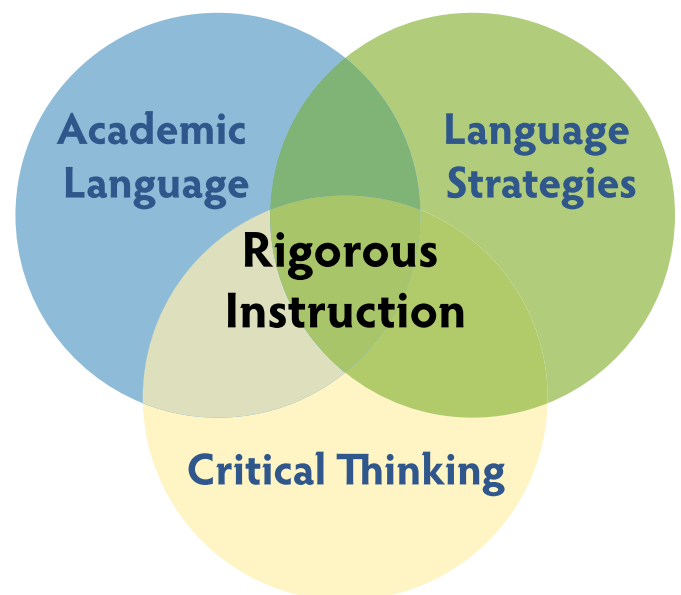 Academic
Language
Language
Strategies
Rigorous
Instruction
Critical Thinking